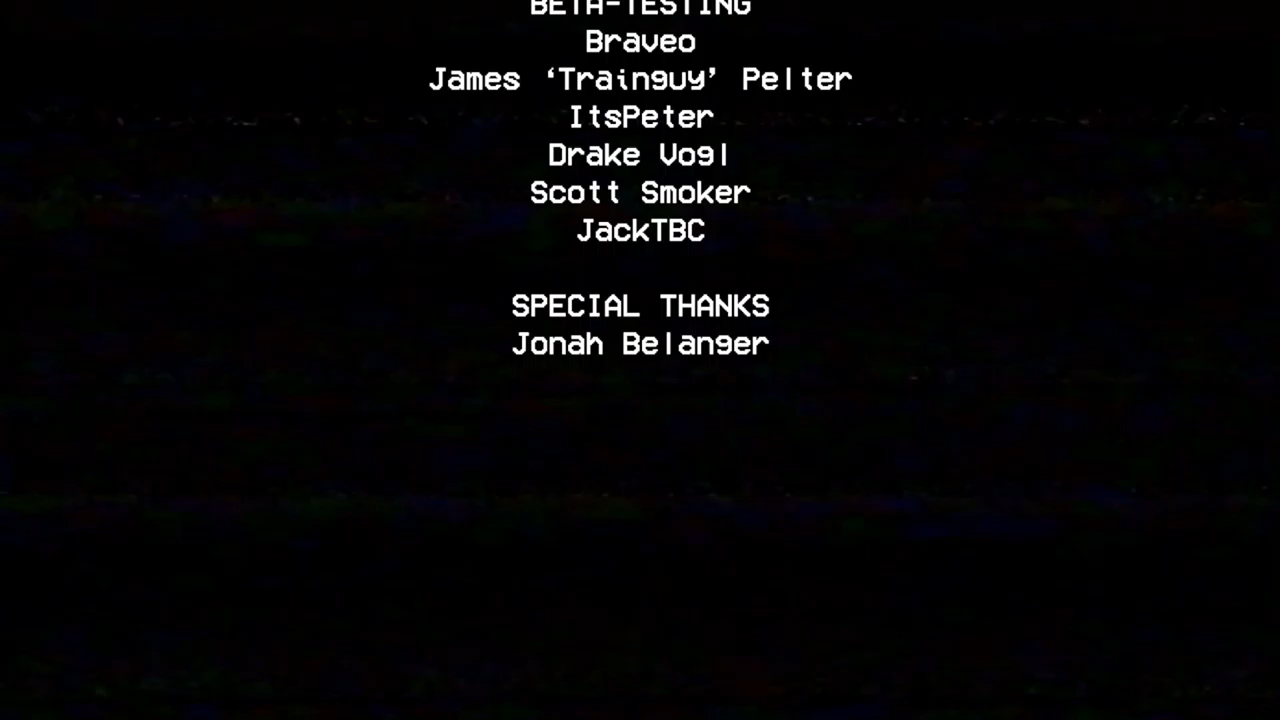 BETA-TESTING
Braveo
James ‘Trainguy’ Pelter
ItsPeter
Drake Vogl
Scott Smoker
JackTBC
SPECIAL THANKS
Jonah Belanger